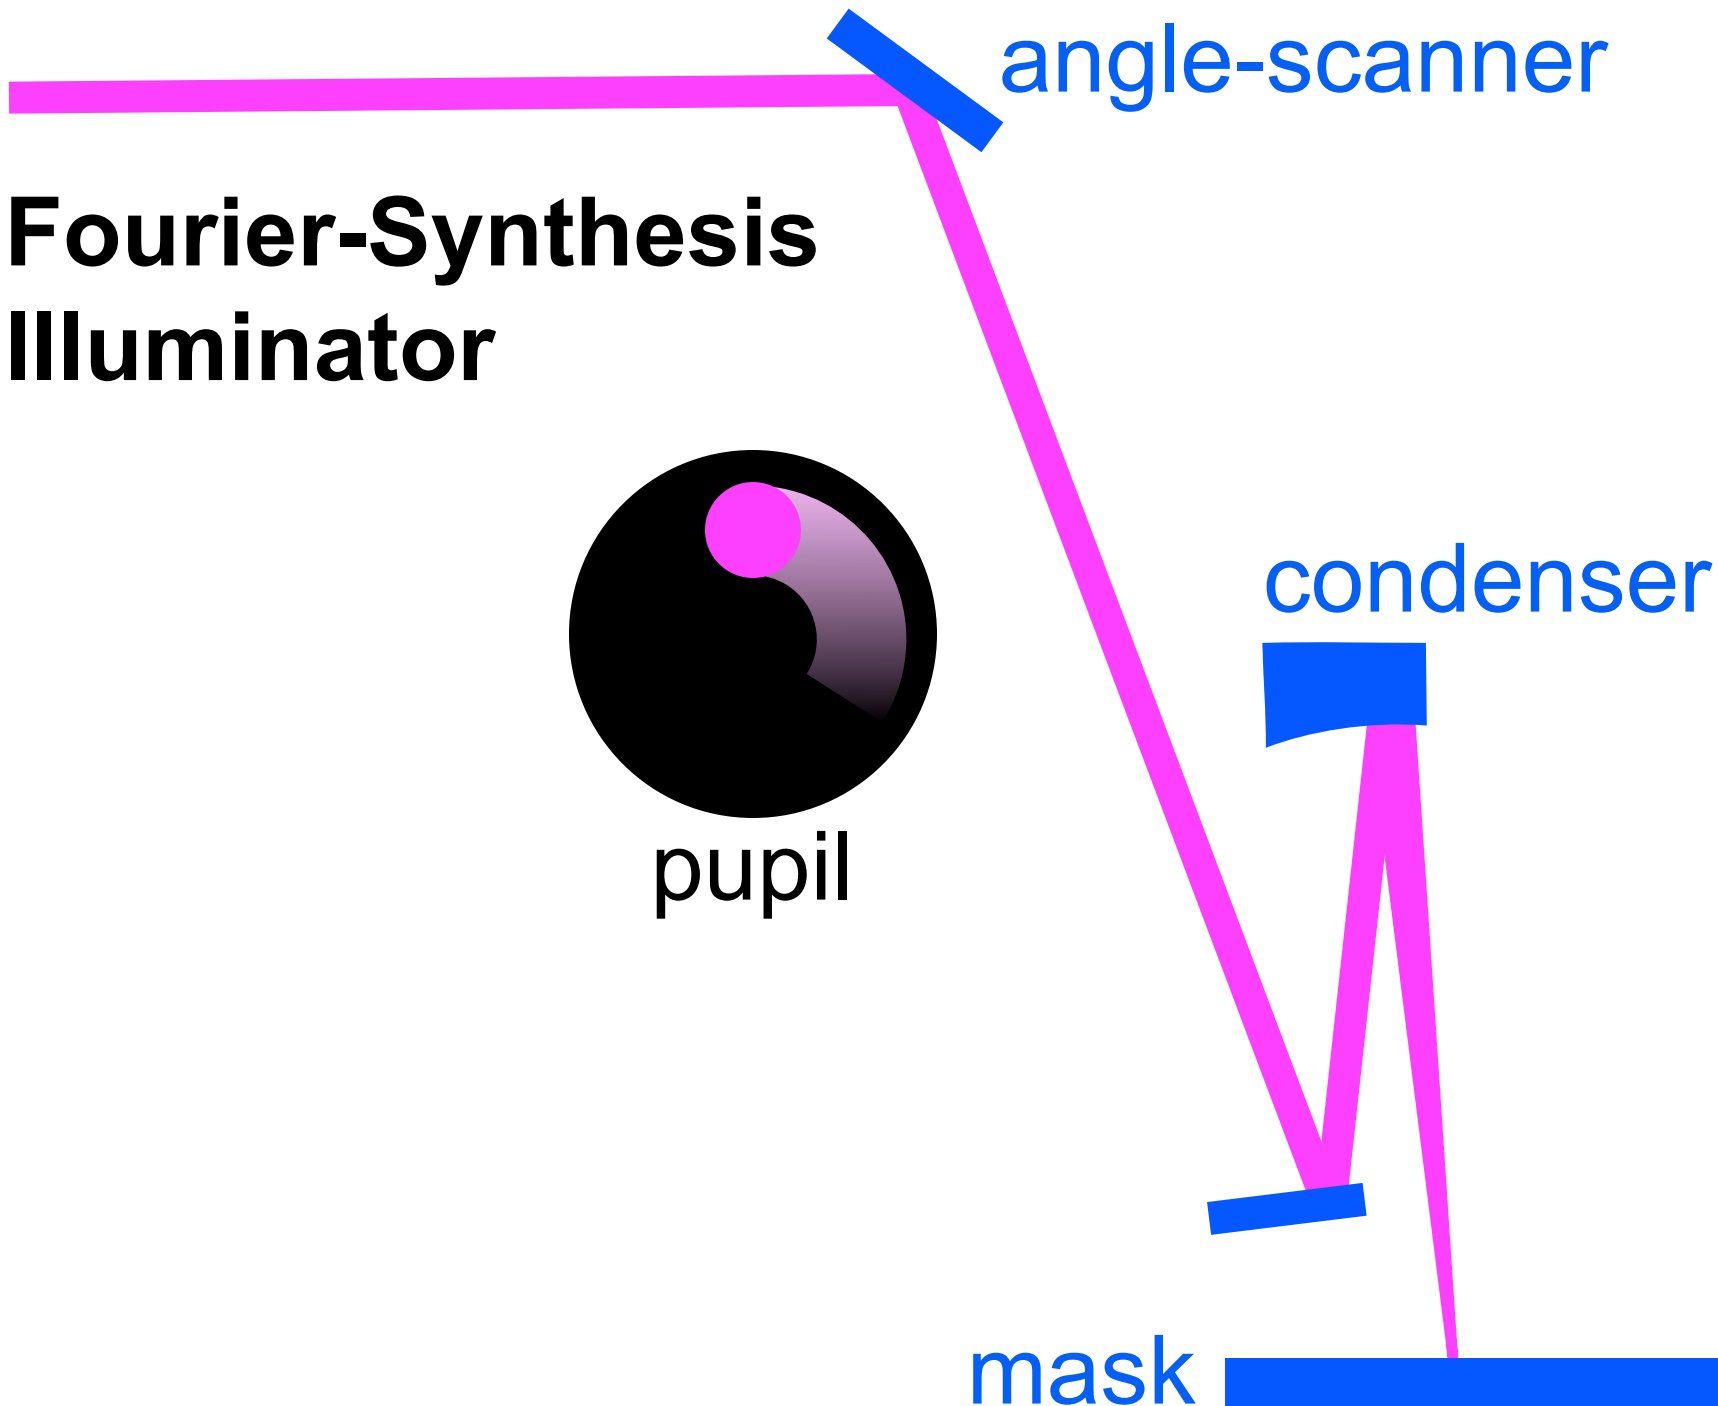 angle-scanner
Fourier-Synthesis
Illuminator
condenser
pupil
mask